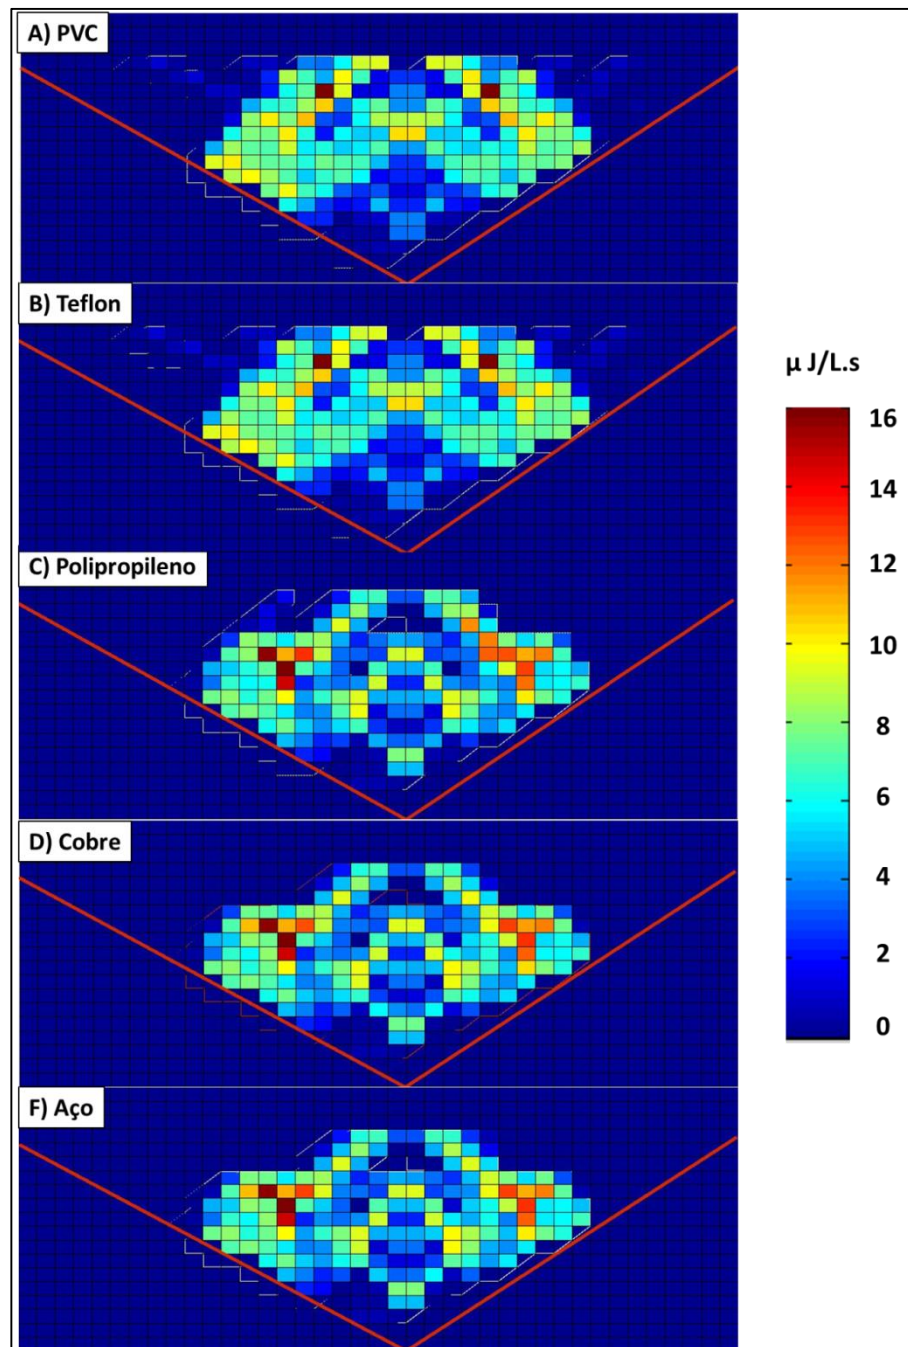 A) PVC
B) Teflon
C) Polipropileno
D) Cobre
F) Aço
μ J/L.s
16
14
12
10
8
6
4
2
0